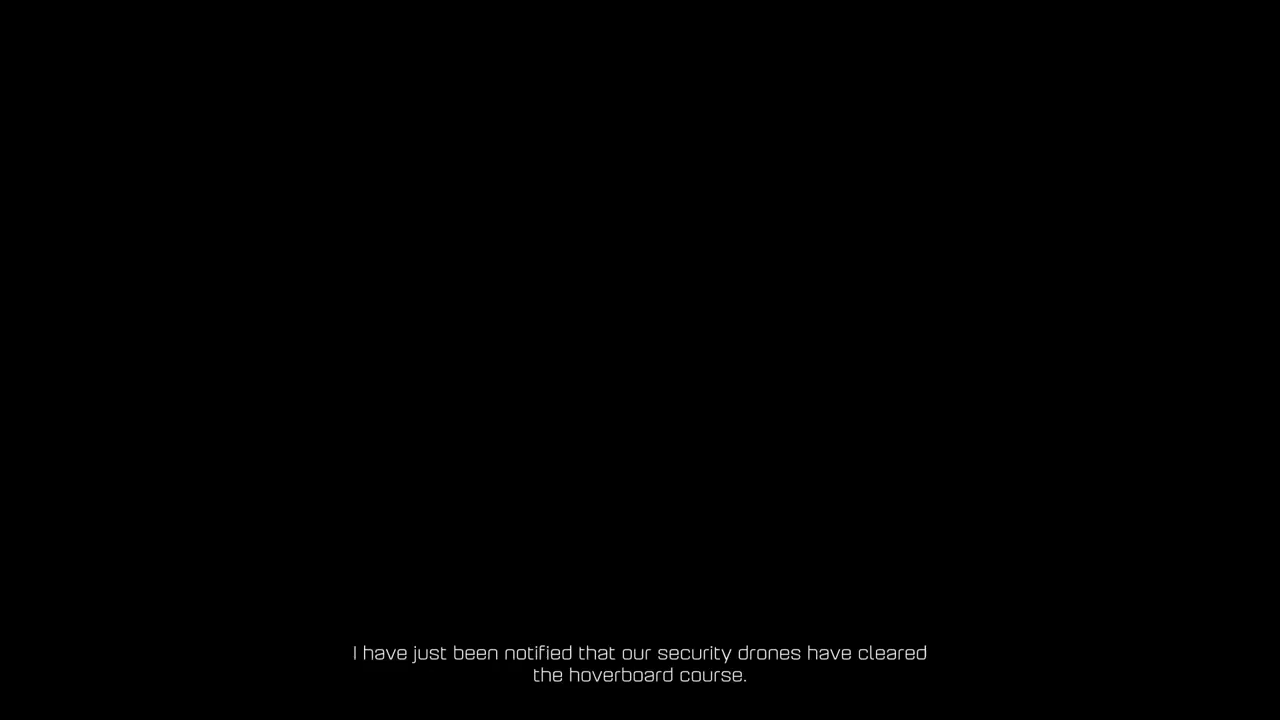 I have just been notified that our security drones have cleared
the hoverboard course.